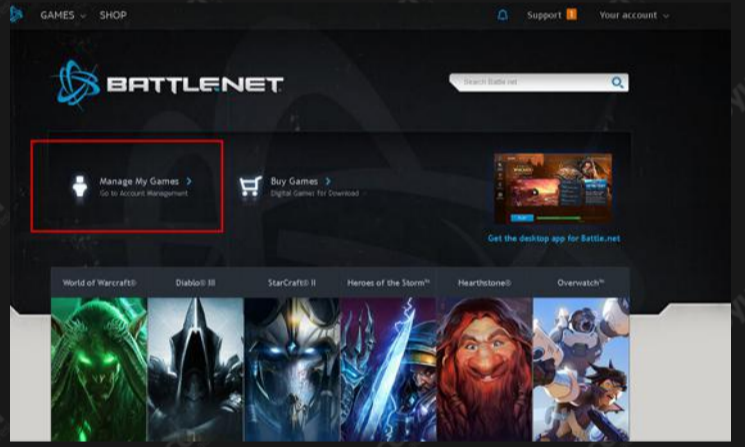 GAMES SHOP Support 1 Your account
BATTLE.NET
Search Battle.net
Manage My Games
Go to Account Management
Buy Games
Digital Games for Download
Get the desktop app for Battle.net
World of Warcraft® Diablo® III StarCraft® II Heroes of the Storm™ Hearthstone® Overwatch™